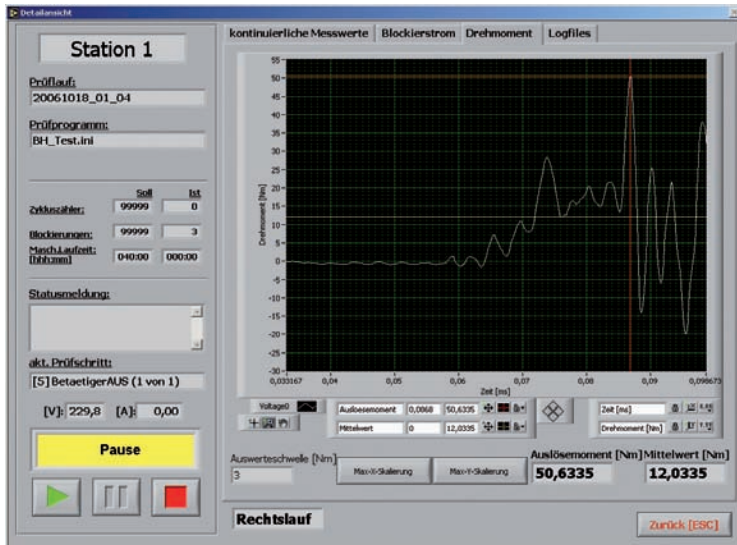 Detailansicht
Station 1
Prüflauf:
20061018_01_04
Prüfprogramm:
BH_Test.ini
Soll Ist
Zykluszähler: 99999 0
Blockierungen: 99999 3
Masch.Laufzeit: [hhh:mm] 040:00 000:00
Statusmeldung:
akt. Prüfschritt:
[5] BetaetigerAUS (1 von 1)
[V]: 229,8 [A]: 0,00
Pause
kontinuierliche Messwerte Blockierstrom Drehmoment Logfiles
Drehmoment [Nm]
55
50
45
40
35
30
25
20
15
10
5
0
-5
-10
-15
-20
-25
-30
0,033167 0,04 0,05 0,06 0,07 0,08 0,09 0,098673
Zeit [ms]
Voltage0
Ausloesemoment 0,0868 50,6335
Mittelwert 0 12,0335
Zeit [ms]
Drehmoment [Nm]
Auswerteschwelle [Nm]
3
Max-X-Skalierung
Max-Y-Skalierung
Auslösemoment [Nm] Mittelwert [Nm]
50,6335 12,0335
Rechtslauf
Zurück [ESC]